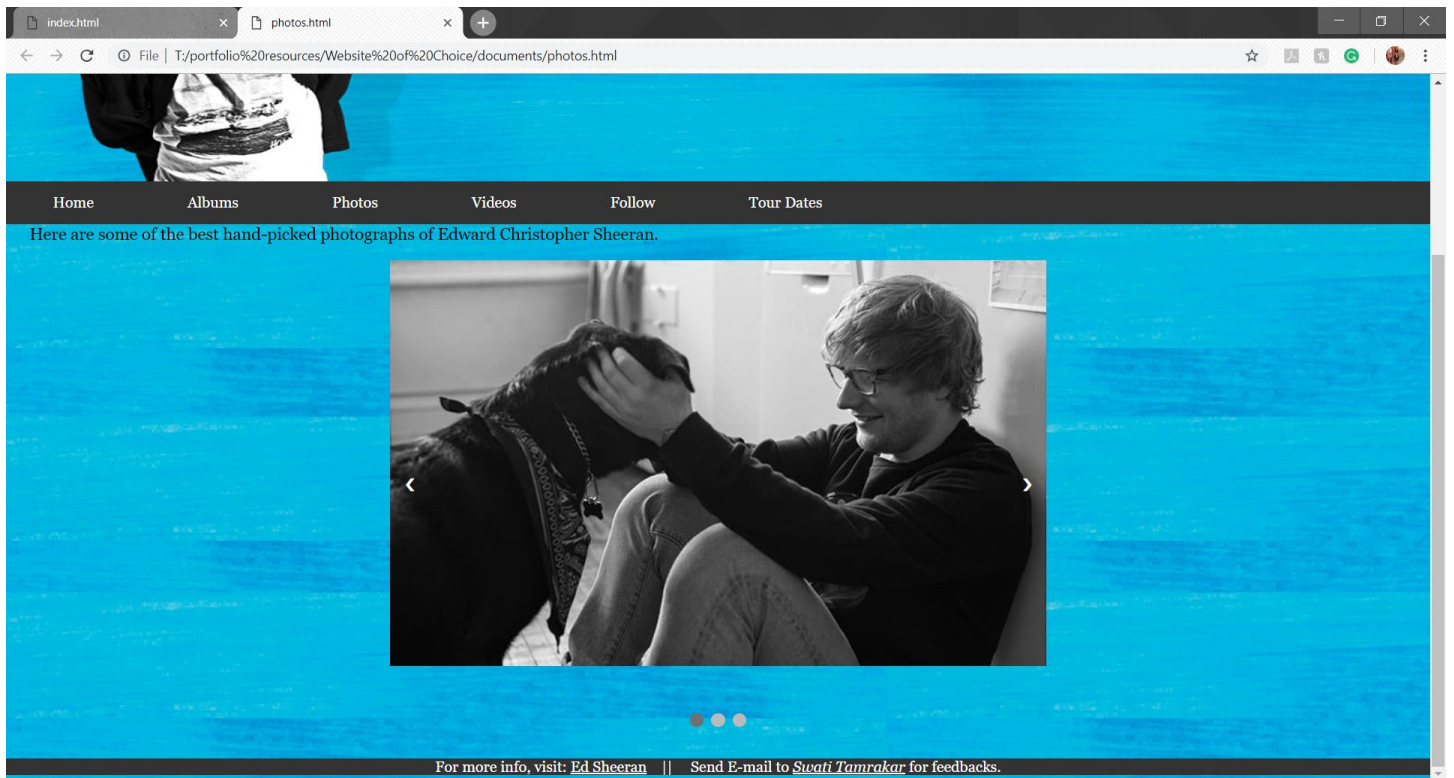 index.html
photos.html
File | T:/portfolio%20resources/Website%20of%20Choice/documents/photos.html
Home Albums Photos Videos Follow Tour Dates
Here are some of the best hand-picked photographs of Edward Christopher Sheeran.
For more info, visit: Ed Sheeran || Send E-mail to Swati Tamrakar for feedbacks.